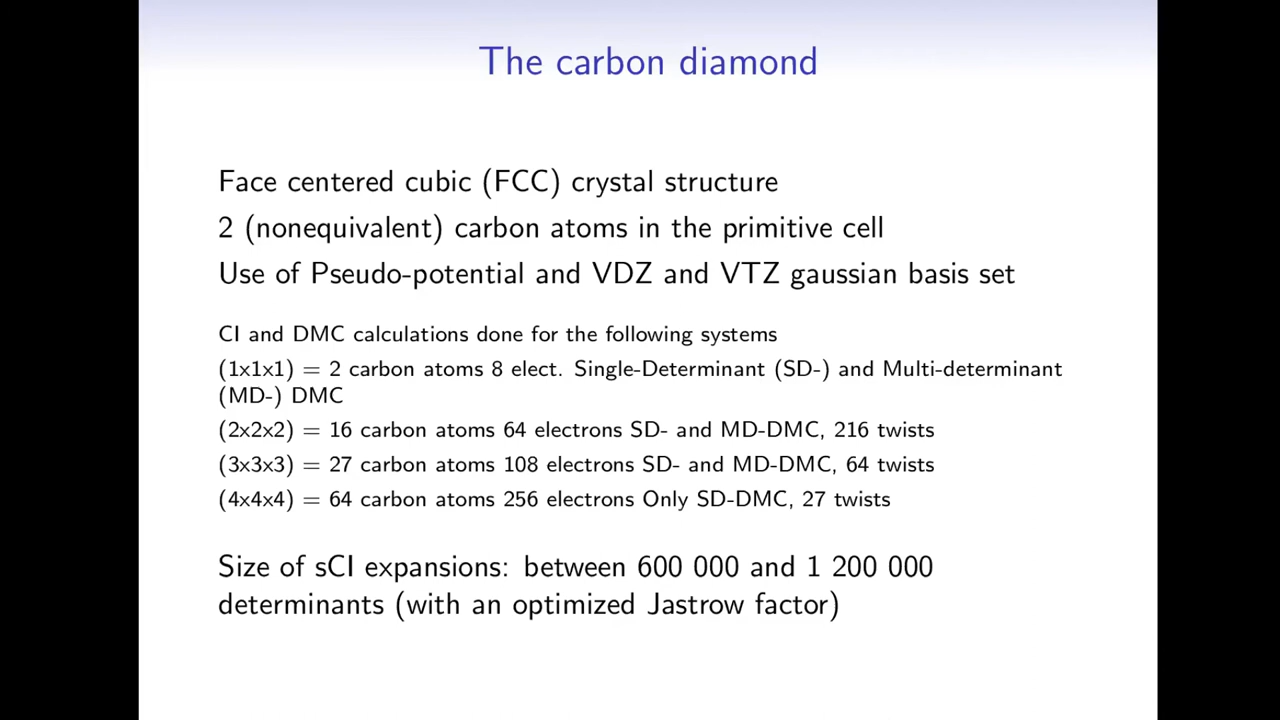 The carbon diamond
Face centered cubic (FCC) crystal structure
2 (nonequivalent) carbon atoms in the primitive cell
Use of Pseudo-potential and VDZ and VTZ gaussian basis set
CI and DMC calculations done for the following systems
(1x1x1) = 2 carbon atoms 8 elect. Single-Determinant (SD-) and Multi-determinant
(MD-) DMC
(2x2x2) = 16 carbon atoms 64 electrons SD- and MD-DMC, 216 twists
(3x3x3) = 27 carbon atoms 108 electrons SD- and MD-DMC, 64 twists
(4x4x4) = 64 carbon atoms 256 electrons Only SD-DMC, 27 twists
Size of sCI expansions: between 600 000 and 1 200 000
determinants (with an optimized Jastrow factor)